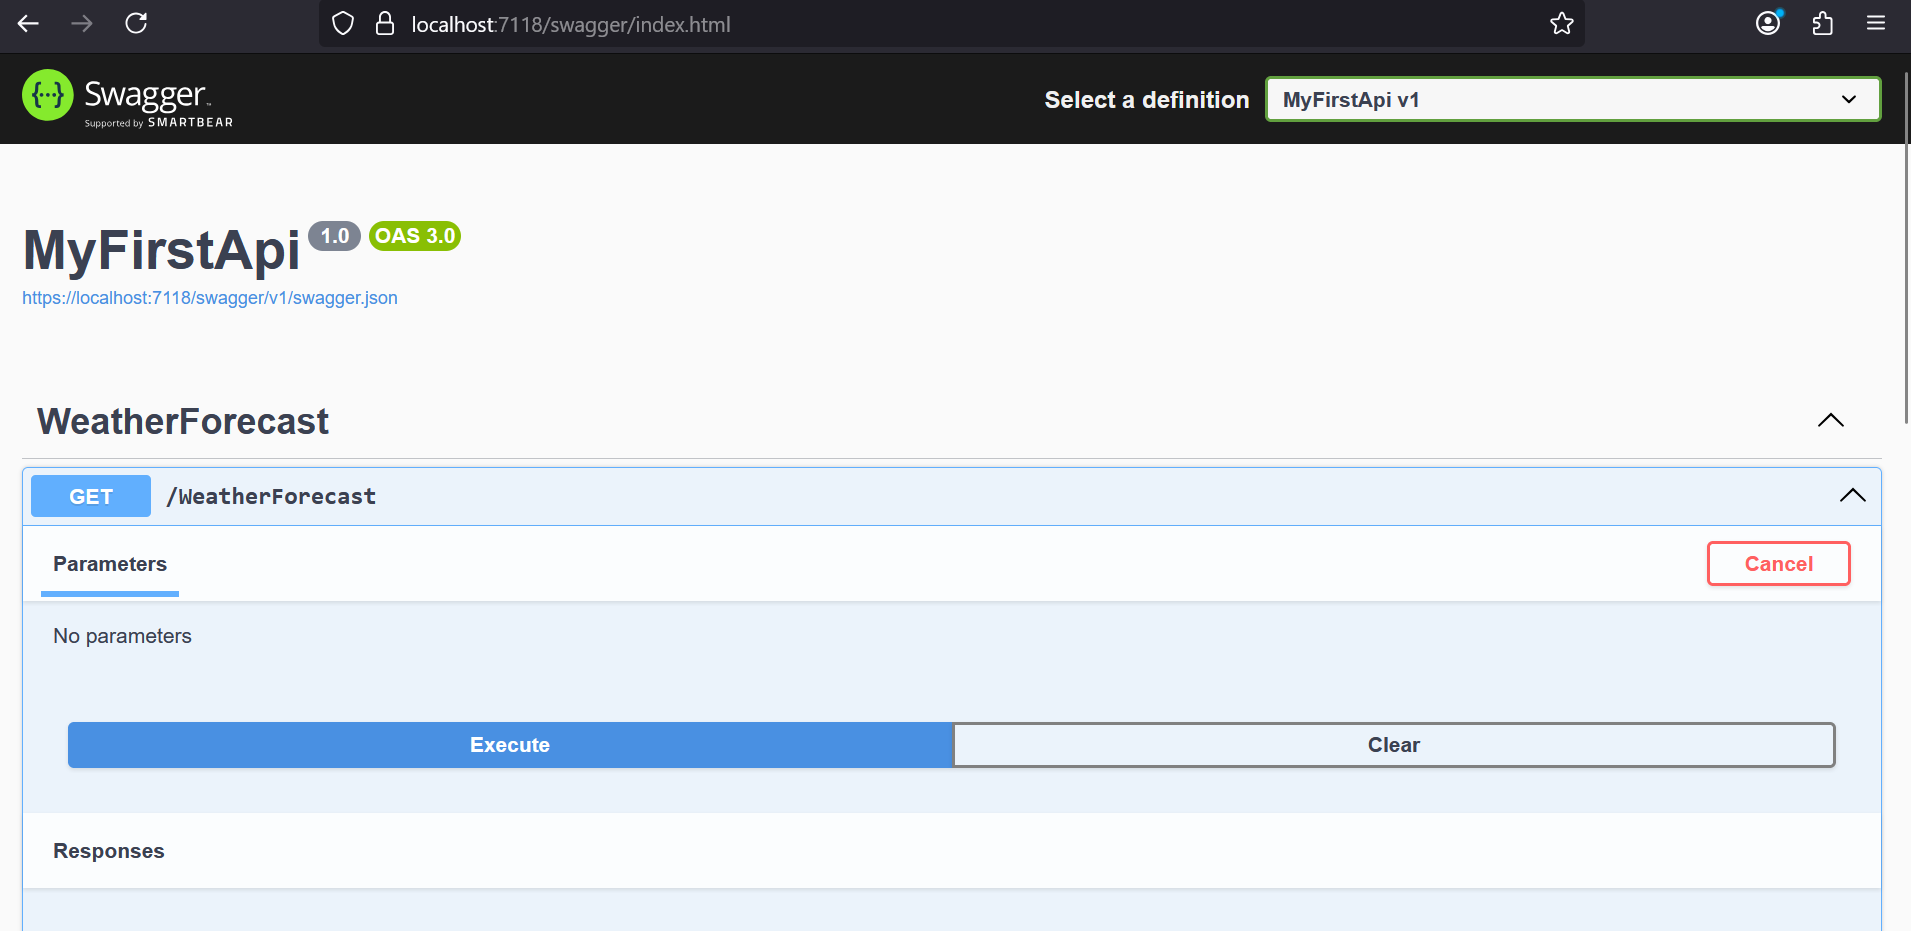 localhost:7118/swagger/index.html
{···} Swagger™
Supported by SMARTBEAR
Select a definition
MyFirstApi v1
MyFirstApi 1.0 OAS 3.0
https://localhost:7118/swagger/v1/swagger.json
WeatherForecast
GET /WeatherForecast
Parameters
Cancel
No parameters
Execute
Clear
Responses